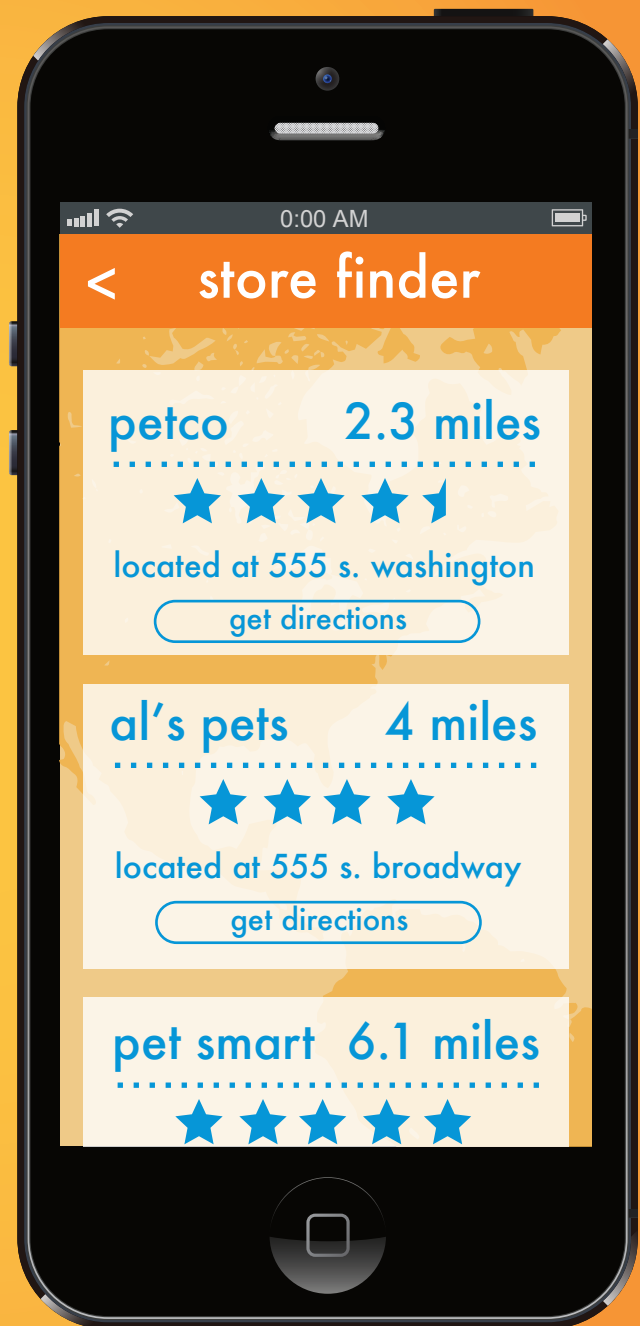 0:00 AM
< store finder
petco 2.3 miles
located at 555 s. washington
get directions
al’s pets 4 miles
located at 555 s. broadway
get directions
pet smart 6.1 miles